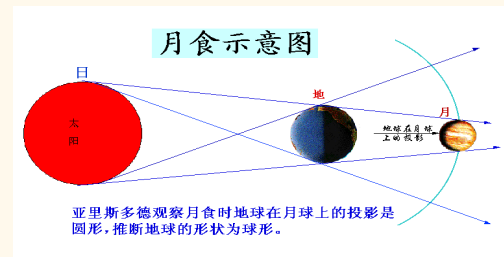 月食示意图
日
地
月
太
阳
地球在月球
上的投影
亚里斯多德观察月食时地球在月球上的投影是
圆形，推断地球的形状为球形。